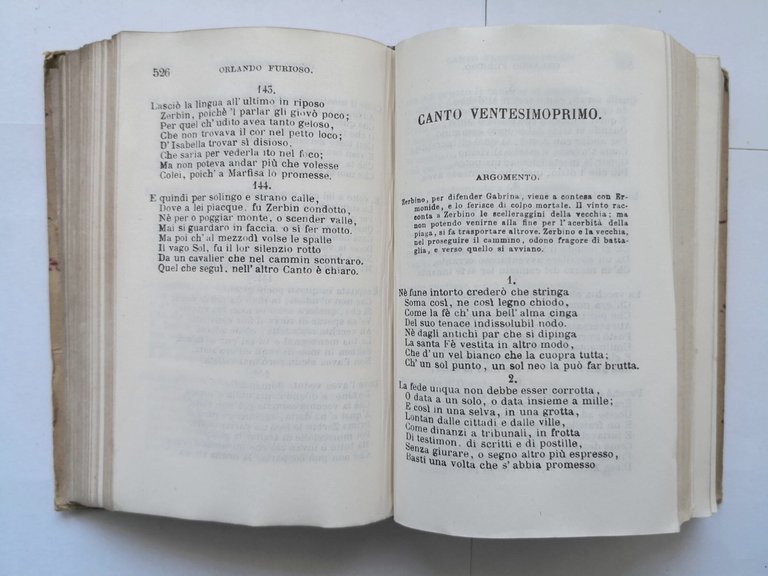 526
ORLANDO FURIOSO.
143.
Lasciò la lingua all' ultimo in riposo
Zerbin, poichè 'l parlar gli giovò poco;
Per quel ch' udito avea tanto geloso,
Che non trovava il cor nel petto loco;
D' Isabella trovar sì disioso.
Che saria per vederla ito nel foco;
Ma non poteva andar più che volesse
Colei, poich' a Marfisa lo promesse.
144.
E quindi per solingo e strano calle,
Dove a lei piacque. fu Zerbin condotto,
Nè per o poggiar monte, o scender valle,
Mai si guardaro in faccia. o si fer motto.
Ma poi ch' al mezzodì volse le spalle
Il vago Sol, fu il lor silenzio rotto
Da un cavalier che nel cammin scontraro.
Quel che seguì, nell' altro Canto è chiaro.
CANTO VENTESIMOPRIMO.
ARGOMENTO.
Zerbino, per difender Gabrina, viene a contesa con Er-
monide, e lo ferisce di colpo mortale. Il vinto rac-
conta a Zerbino le scelleraggini della vecchia; ma
non potendo venirne alla fine per l'acerbità della
piaga, si fa trasportare altrove. Zerbino e la vecchia,
nel proseguire il cammino, odono fragore di batta-
glia, e verso quello si avviano.
1.
Nè fune intorto crederò che stringa
Soma così, ne così legno chiodo,
Come la fè ch' una bell' alma cinga
Del suo tenace indissolubil nodo.
Nè dagli antichi par che si dipinga
La santa Fè vestita in altro modo,
Che d' un vel bianco che la cuopra tutta;
Ch' un sol punto, un sol neo la può far brutta.
2.
La fede unqua non debbe esser corrotta,
O data a un solo, o data insieme a mille;
E così in una selva, in una grotta,
Lontan dalle cittadi e dalle ville,
Come dinanzi a tribunali, in frotta
Di testimon. di scritti e di postille,
Senza giurare, o segno altro più espresso,
Basti una volta che s' abbia promesso